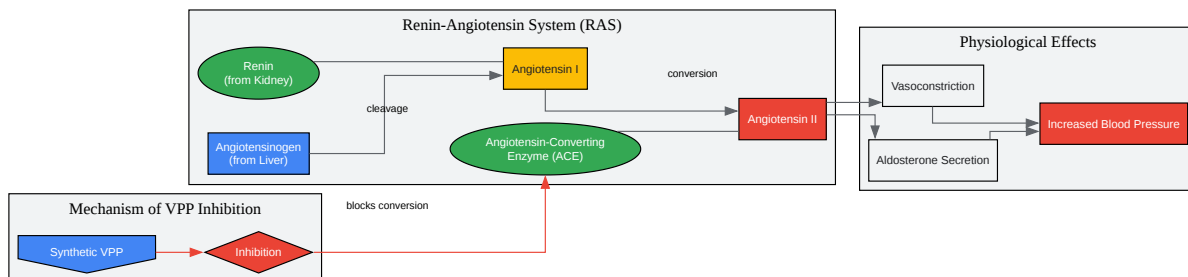 Renin-Angiotensin System (RAS)
Renin
(from Kidney)
Angiotensin I
conversion
cleavage
Angiotensin II
Angiotensinogen
(from Liver)
Angiotensin-Converting
Enzyme (ACE)
Physiological Effects
Vasoconstriction
Increased Blood Pressure
Aldosterone Secretion
Mechanism of VPP Inhibition
blocks conversion
Synthetic VPP
Inhibition